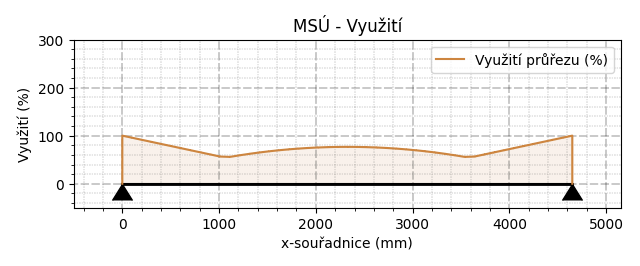 MSÚ - Využití
Využití průřezu (%)
Využití (%)
300
200
100
0
0 1000 2000 3000 4000 5000
x-souřadnice (mm)